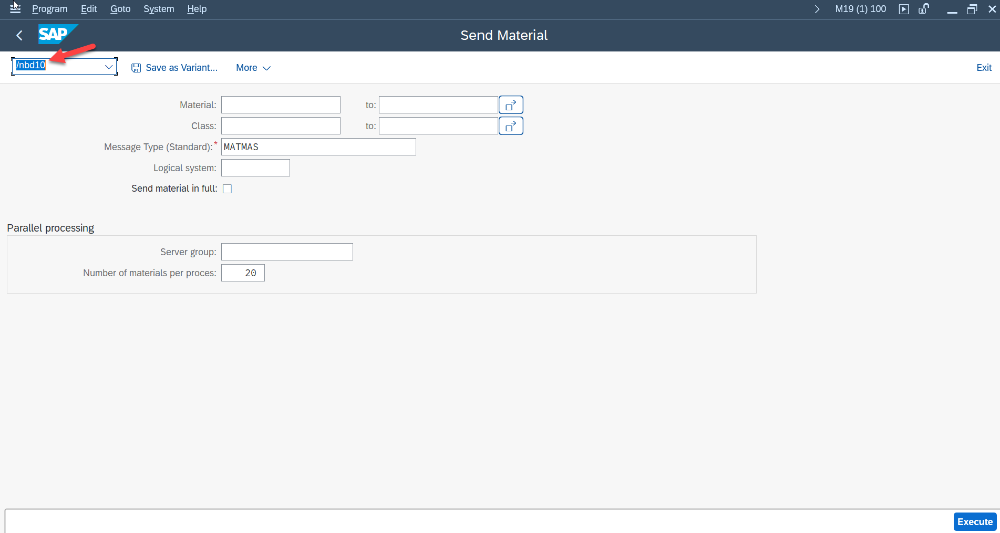 Program Edit Goto System Help M19 (1) 100
SAP Send Material
/nbd10 Save as Variant... More Exit
Material: to:
Class: to:
Message Type (Standard):* MATMAS
Logical system:
Send material in full:
Parallel processing
Server group:
Number of materials per proces: 20
Execute